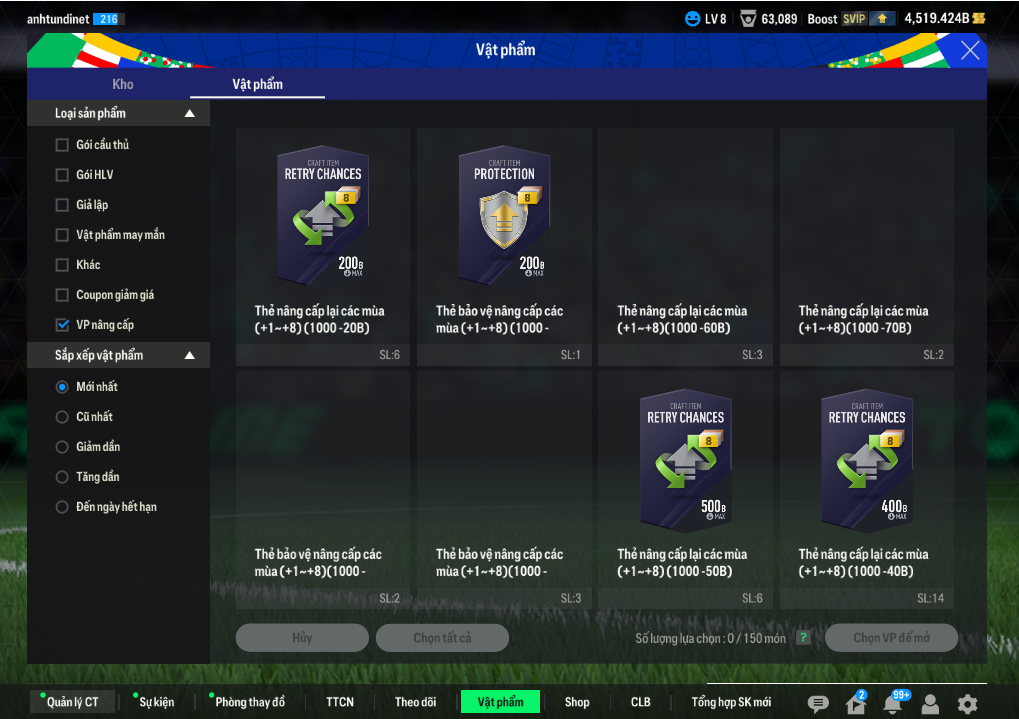 anhtundinet 216
LV 8
63,089
Boost SVIP
4,519.424B
Vật phẩm
Kho
Vật phẩm
Loại sản phẩm
Gói cầu thủ
Gói HLV
Giả lập
Vật phẩm may mắn
Khác
Coupon giảm giá
VP nâng cấp
Sắp xếp vật phẩm
Mới nhất
Cũ nhất
Giảm dần
Tăng dần
Đến ngày hết hạn
CRAFT ITEM
RETRY CHANCES
8
200B
MAX
Thẻ nâng cấp lại các mùa
(+1~+8) (1000 -20B)
SL:6
CRAFT ITEM
PROTECTION
8
200B
MAX
Thẻ bảo vệ nâng cấp các
mùa (+1~+8) (1000 -
SL:1
Thẻ nâng cấp lại các mùa
(+1~+8)(1000 -60B)
SL:3
Thẻ nâng cấp lại các mùa
(+1~+8)(1000 -70B)
SL:2
Thẻ bảo vệ nâng cấp các
mùa (+1~+8)(1000 -
SL:2
Thẻ bảo vệ nâng cấp các
mùa (+1~+8)(1000 -
SL:3
CRAFT ITEM
RETRY CHANCES
8
500B
MAX
Thẻ nâng cấp lại các mùa
(+1~+8) (1000 -50B)
SL:6
CRAFT ITEM
RETRY CHANCES
8
400B
MAX
Thẻ nâng cấp lại các mùa
(+1~+8) (1000 -40B)
SL:14
Hủy
Chọn tất cả
Số lượng lựa chọn : 0 / 150 món
?
Chọn VP để mở
Quản lý CT
Sự kiện
Phòng thay đồ
TTCN
Theo dõi
Vật phẩm
Shop
CLB
Tổng hợp SK mới
2
99+